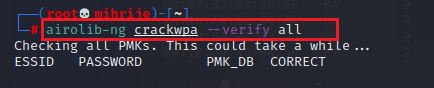 (root💀mihrije)-[~]
# airolib-ng crackwpa --verify all
Checking all PMKs. This could take a while...
ESSID PASSWORD PMK_DB CORRECT